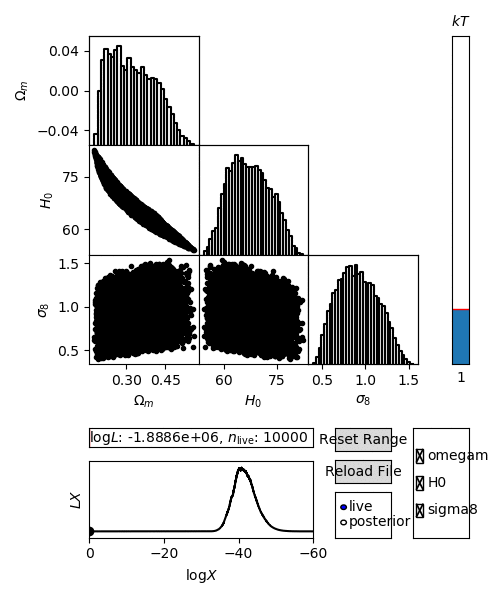 kT
0.04
0.00
−0.04
Ωm
75
60
H0
1.5
1.0
0.5
σ8
0.30 0.45
Ωm
60 75
H0
0.5 1.0 1.5
σ8
1
logL: -1.8886e+06, nlive: 10000
Reset Range
Reload File
live
posterior
omegam
H0
sigma8
LX
0 −20 −40 −60
logX